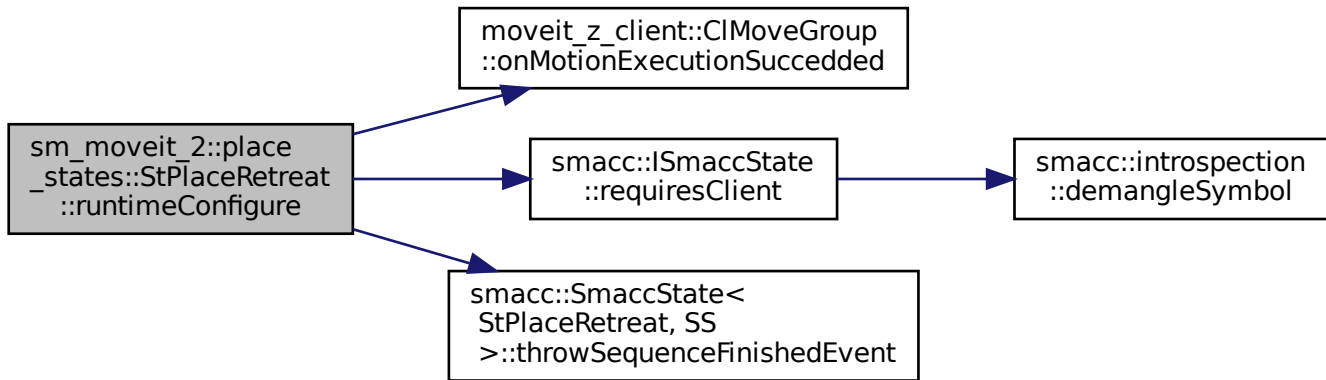 sm_moveit_2::place
_states::StPlaceRetreat
::runtimeConfigure
moveit_z_client::ClMoveGroup
::onMotionExecutionSuccedded
smacc::ISmaccState
::requiresClient
smacc::introspection
::demangleSymbol
smacc::SmaccState<
StPlaceRetreat, SS
>::throwSequenceFinishedEvent